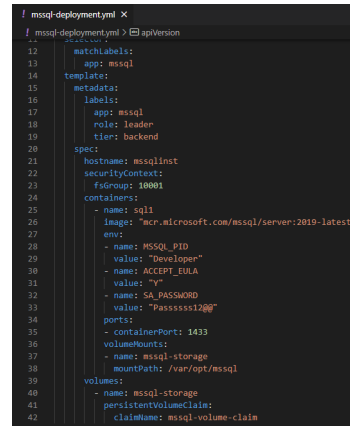 ! mssql-deployment.yml ×
! mssql-deployment.yml > abc apiVersion
11 selector:
12 matchLabels:
13 app: mssql
14 template:
15 metadata:
16 labels:
17 app: mssql
18 role: leader
19 tier: backend
20 spec:
21 hostname: mssqlinst
22 securityContext:
23 fsGroup: 10001
24 containers:
25 - name: sql1
26 image: "mcr.microsoft.com/mssql/server:2019-latest
27 env:
28 - name: MSSQL_PID
29 value: "Developer"
30 - name: ACCEPT_EULA
31 value: "Y"
32 - name: SA_PASSWORD
33 value: "Passssss12@@"
34 ports:
35 - containerPort: 1433
36 volumeMounts:
37 - name: mssql-storage
38 mountPath: /var/opt/mssql
39 volumes:
40 - name: mssql-storage
41 persistentVolumeClaim:
42 claimName: mssql-volume-claim